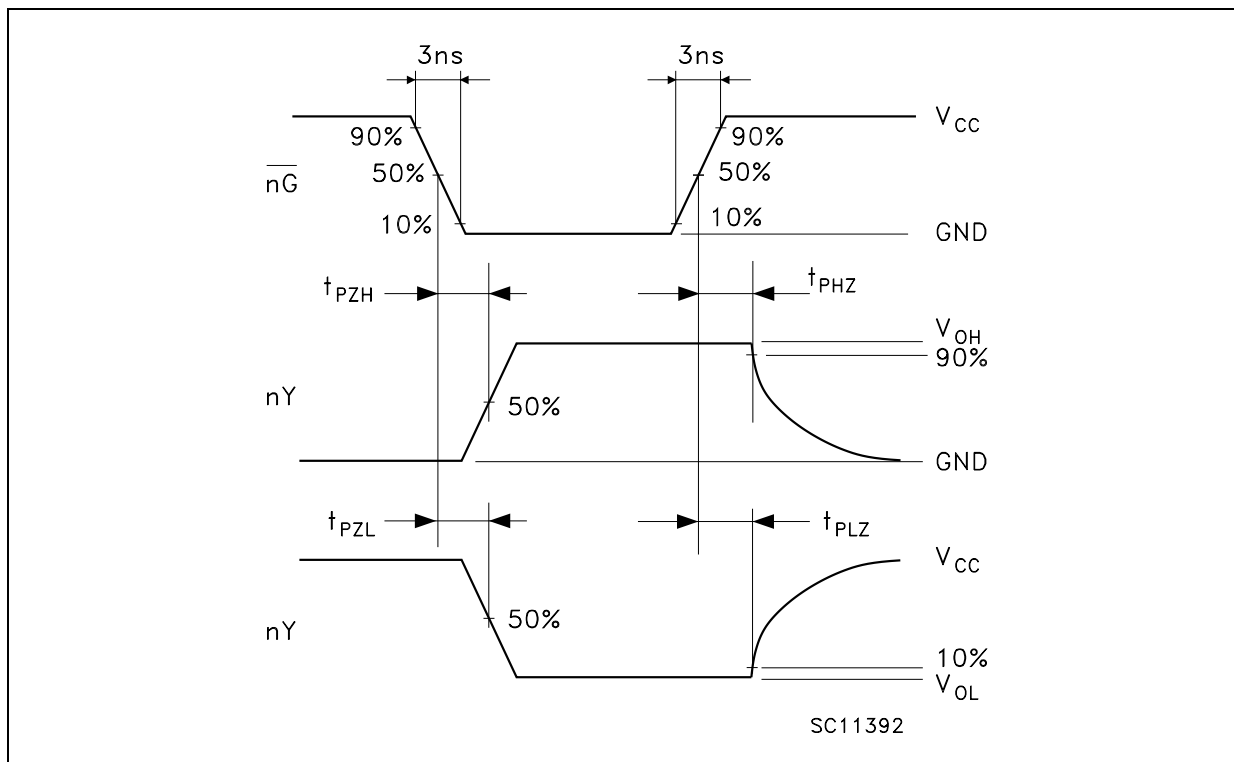 3ns 3ns
90% 90% V_CC
nG 50% 50%
10% 10% GND
t_PZH t_PHZ
V_OH
90%
nY 50%
GND
t_PZL t_PLZ
V_CC
nY 50%
10%
V_OL
SC11392